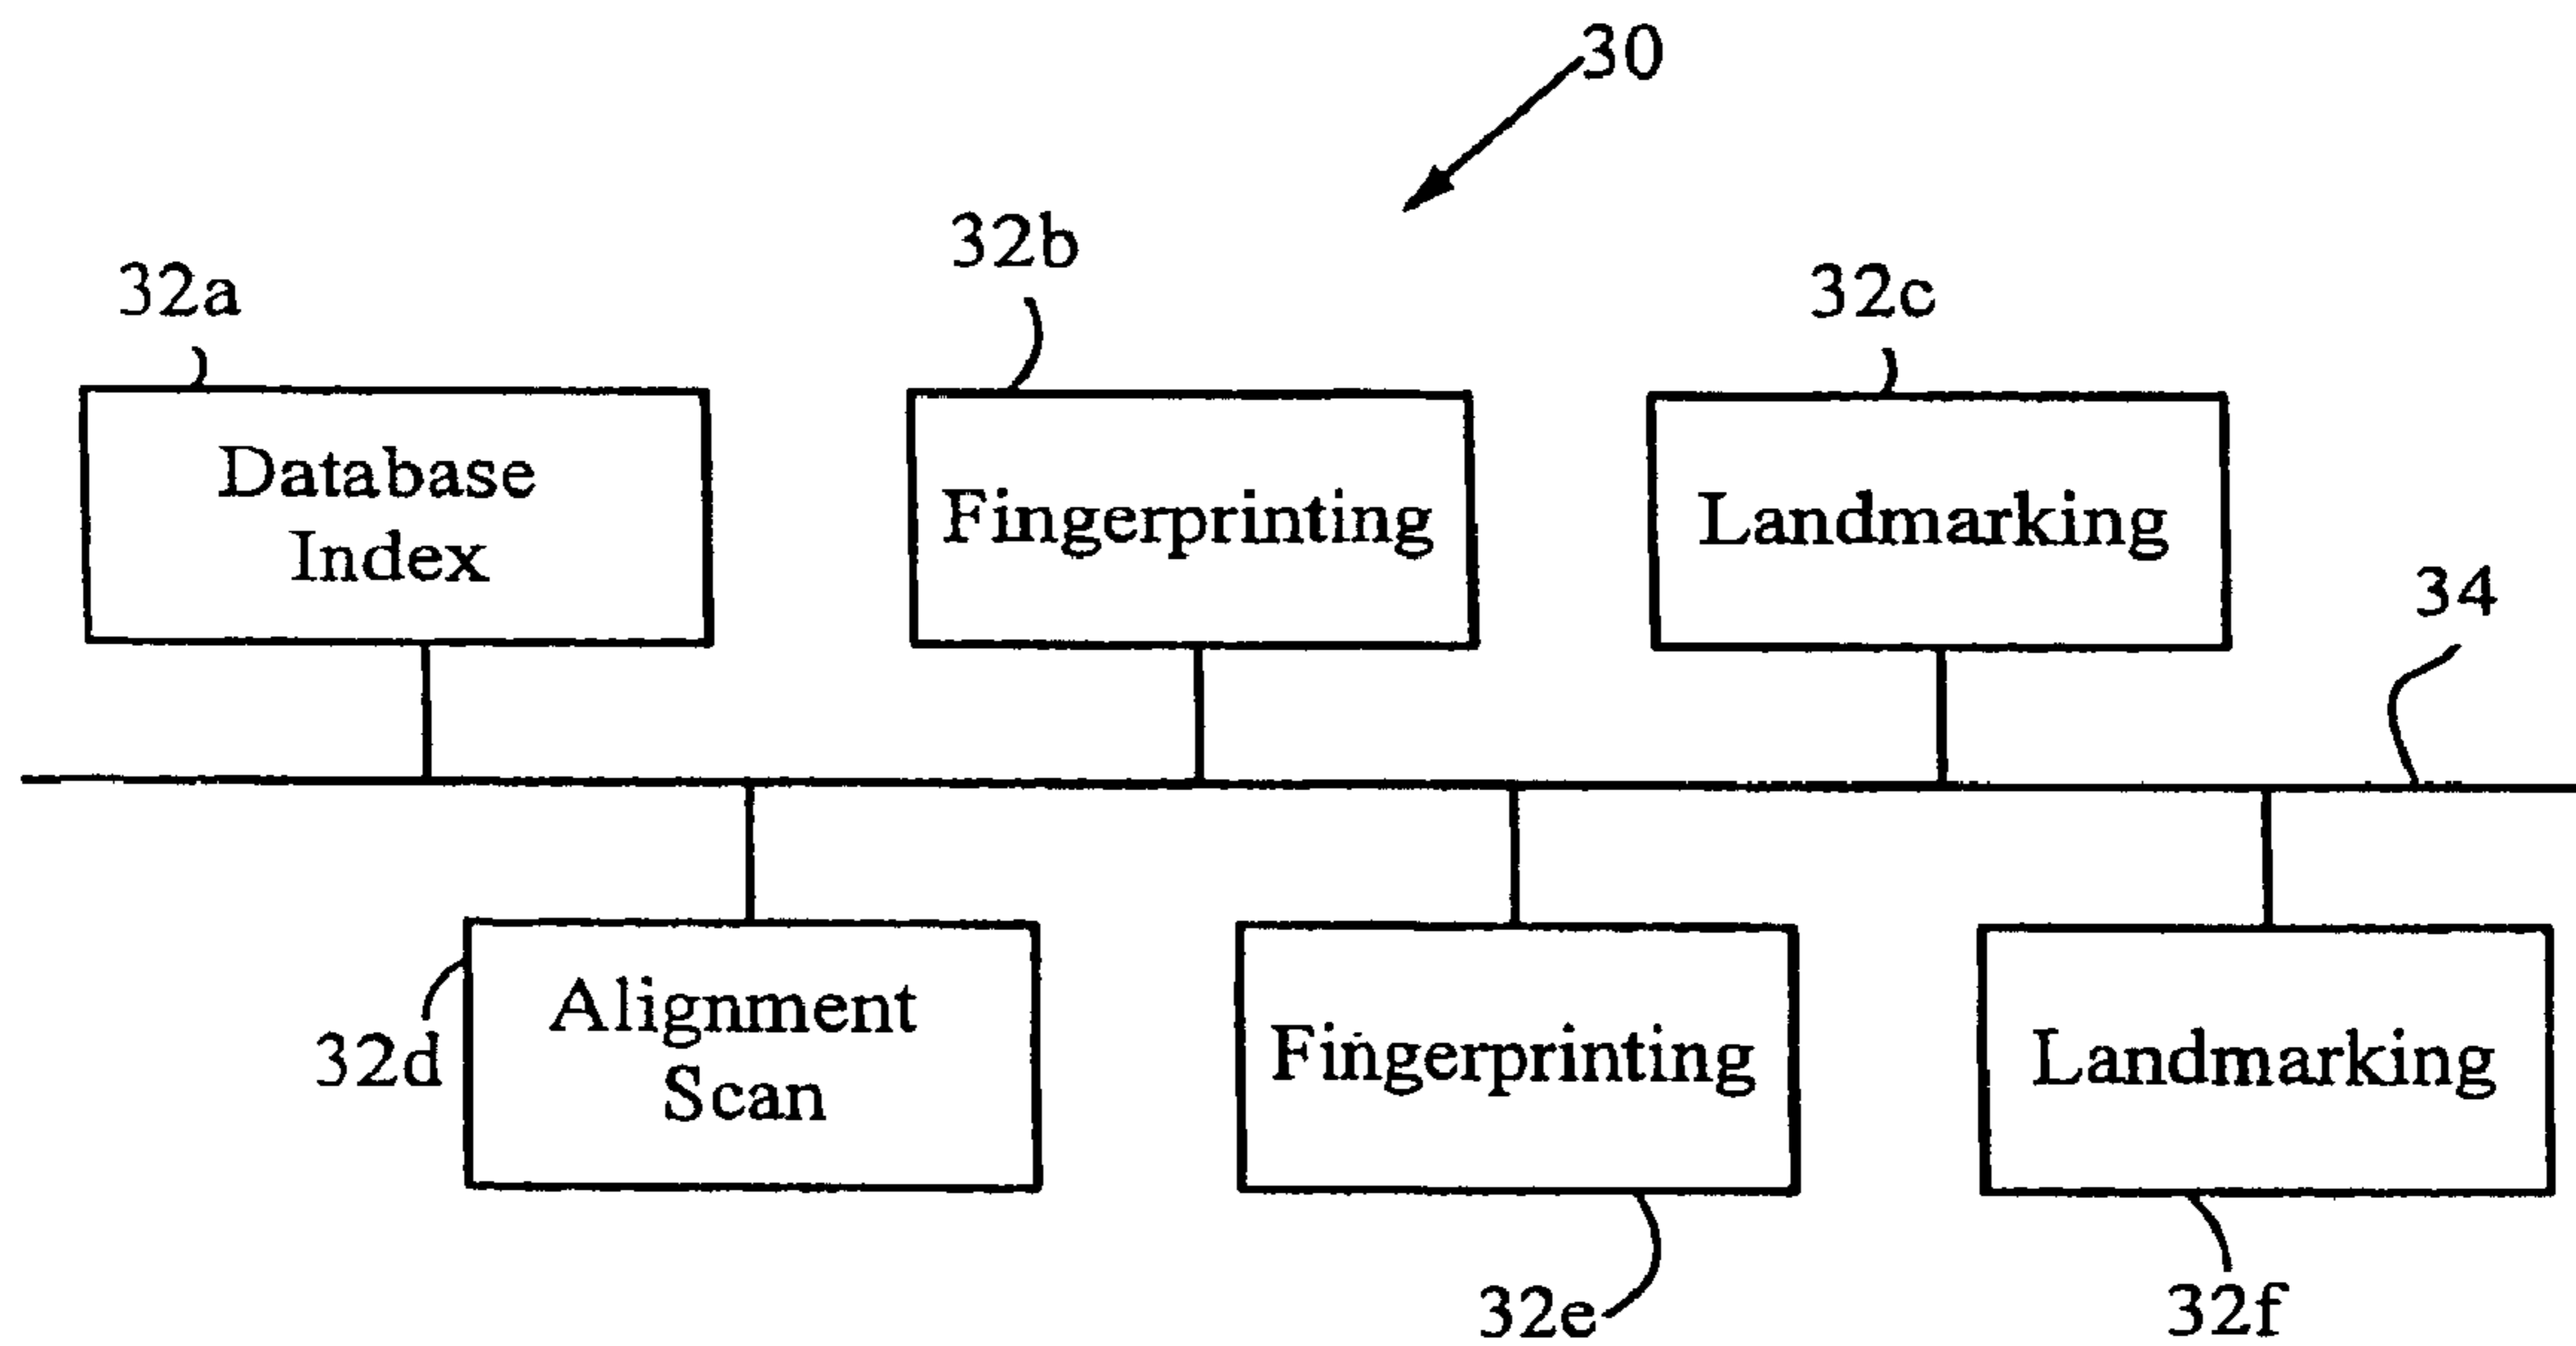 30
32b
32a
32c
Database
Index
Fingerprinting
Landmarking
34
Alignment
Scan
32d
Fingerprinting
Landmarking
32e
32f